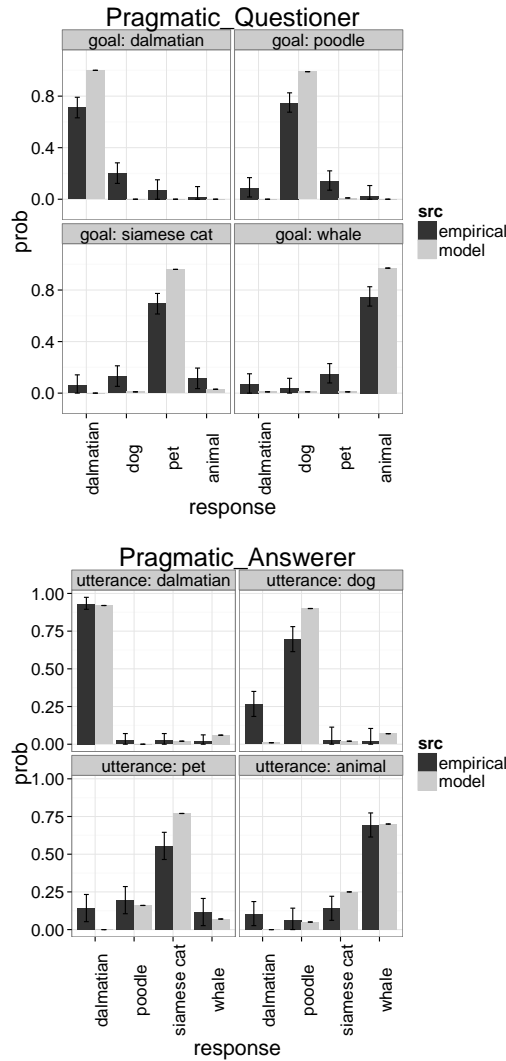 Pragmatic_Questioner
goal: dalmatian
goal: poodle
0.8
0.4
0.0
goal: siamese cat
goal: whale
0.8
0.4
0.0
prob
dalmatian
dog
pet
animal
dalmatian
dog
pet
animal
response
src
empirical
model
Pragmatic_Answerer
utterance: dalmatian
utterance: dog
1.00
0.75
0.50
0.25
0.00
utterance: pet
utterance: animal
1.00
0.75
0.50
0.25
0.00
prob
dalmatian
poodle
siamese cat
whale
dalmatian
poodle
siamese cat
whale
response
src
empirical
model